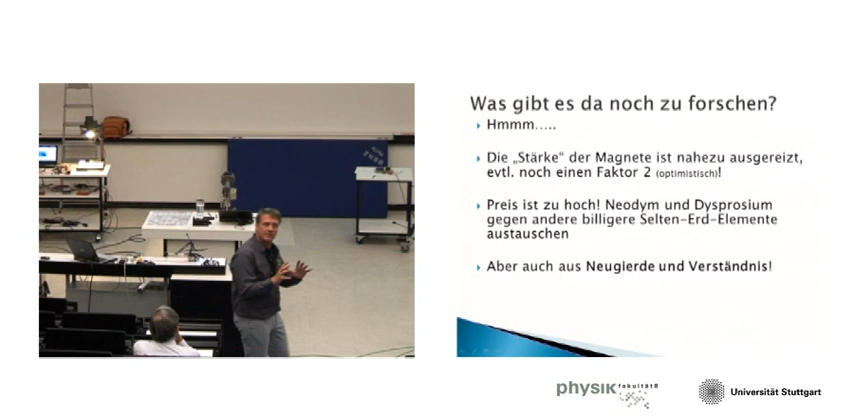 Was gibt es da noch zu forschen?
Hmmm.....
Die „Stärke“ der Magnete ist nahezu ausgereizt,
evtl. noch einen Faktor 2 (optimistisch)!
Preis ist zu hoch! Neodym und Dysprosium
gegen andere billigere Selten-Erd-Elemente
austauschen
Aber auch aus Neugierde und Verständnis!
physik fakultät8
Universität Stuttgart